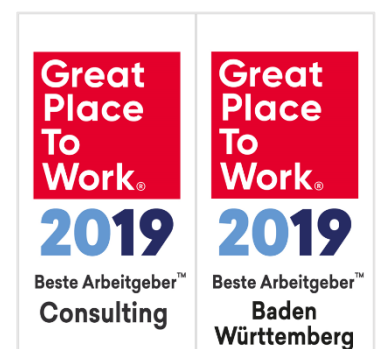 Great
Place
To
Work®
2019
Beste Arbeitgeber™
Consulting
Great
Place
To
Work®
2019
Beste Arbeitgeber™
Baden
Württemberg